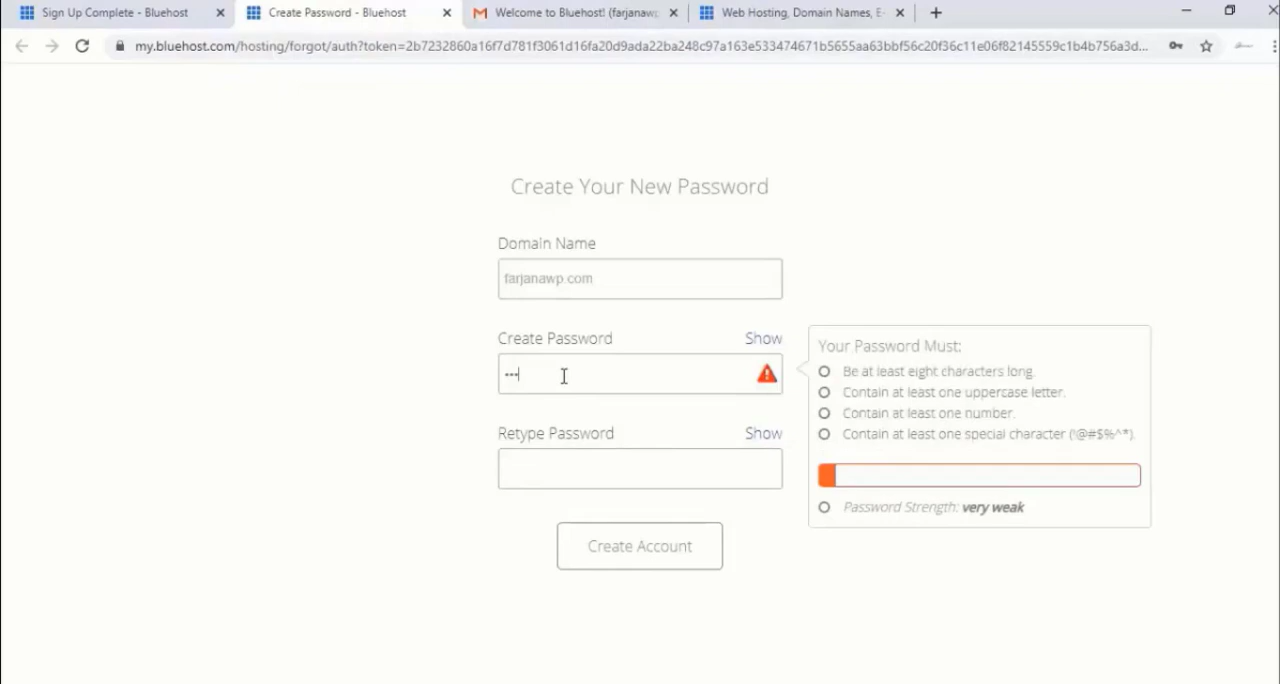 Sign Up Complete - Bluehost
Create Password - Bluehost
Welcome to Bluehost! (farjanawp
Web Hosting, Domain Names, E-
my.bluehost.com/hosting/forgot/auth?token=2b7232860a16f7d781f3061d16fa20d9ada22ba248c97a163e533474671b5655aa63bbf56c20f36c11e06f82145559c1b4b756a3d...
Create Your New Password
Domain Name
farjanawp.com
Create Password Show
Retype Password Show
Create Account
Your Password Must:
Be at least eight characters long.
Contain at least one uppercase letter.
Contain at least one number.
Contain at least one special character (!@#$%^*).
Password Strength: very weak